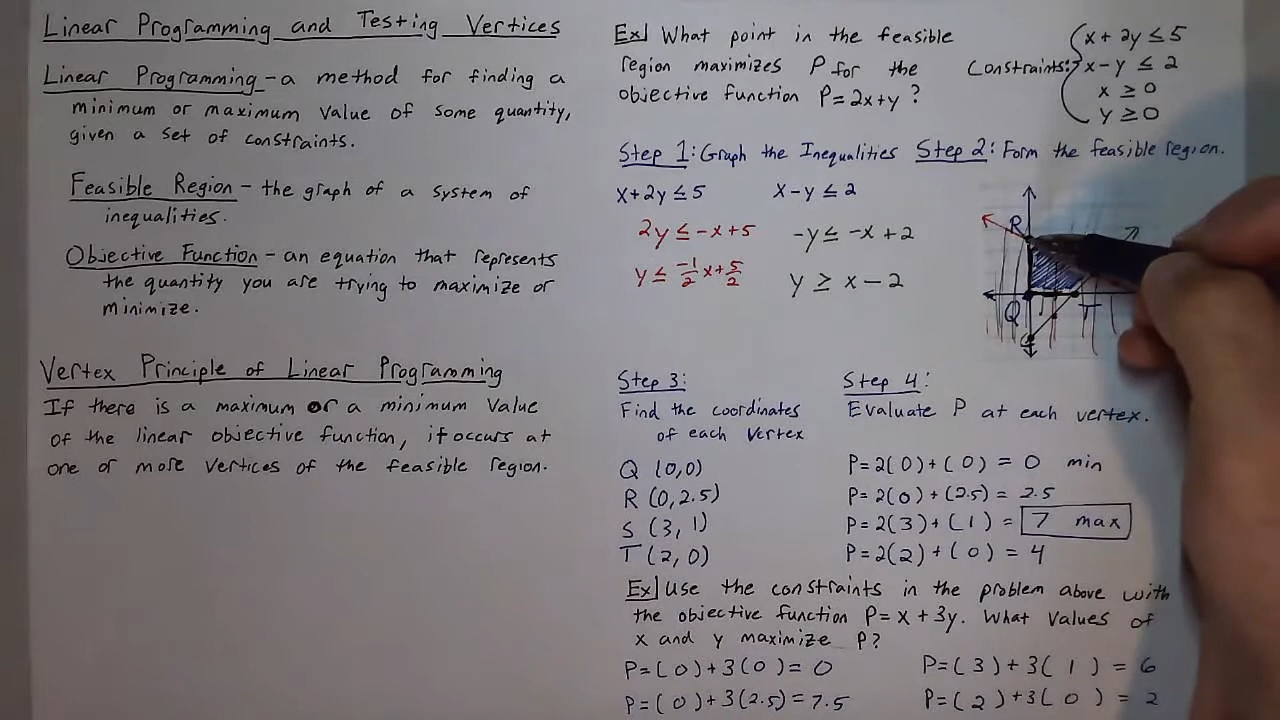 Linear Programming and Testing Vertices
Linear Programming - a method for finding a
minimum or maximum value of some quantity,
given a set of constraints.
Feasible Region - the graph of a system of
inequalities.
Objective Function - an equation that represents
the quantity you are trying to maximize or
minimize.
Vertex Principle of Linear Programming
If there is a maximum or a minimum value
of the linear objective function, it occurs at
one or more vertices of the feasible region.
Ex] What point in the feasible
region maximizes P for the
objective function P=2x+y?
Constraints:
x+2y≤5
x-y≤2
x≥0
y≥0
Step 1: Graph the Inequalities Step 2: Form the feasible region.
x+2y≤5 x-y≤2
2y≤-x+5 -y≤-x+2
y≤-1/2x+5/2 y≥x-2
R
Q T
Step 3:
Find the coordinates
of each vertex
Q (0,0)
R (0,2.5)
S (3,1)
T (2,0)
Step 4:
Evaluate P at each vertex.
P=2(0)+(0)=0 min
P=2(0)+(2.5)=2.5
P=2(3)+(1)=7 max
P=2(2)+(0)=4
Ex] Use the constraints in the problem above with
the objective function P=x+3y. What values of
x and y maximize P?
P=(0)+3(0)=0 P=(3)+3(1)=6
P=(0)+3(2.5)=7.5 P=(2)+3(0)=2